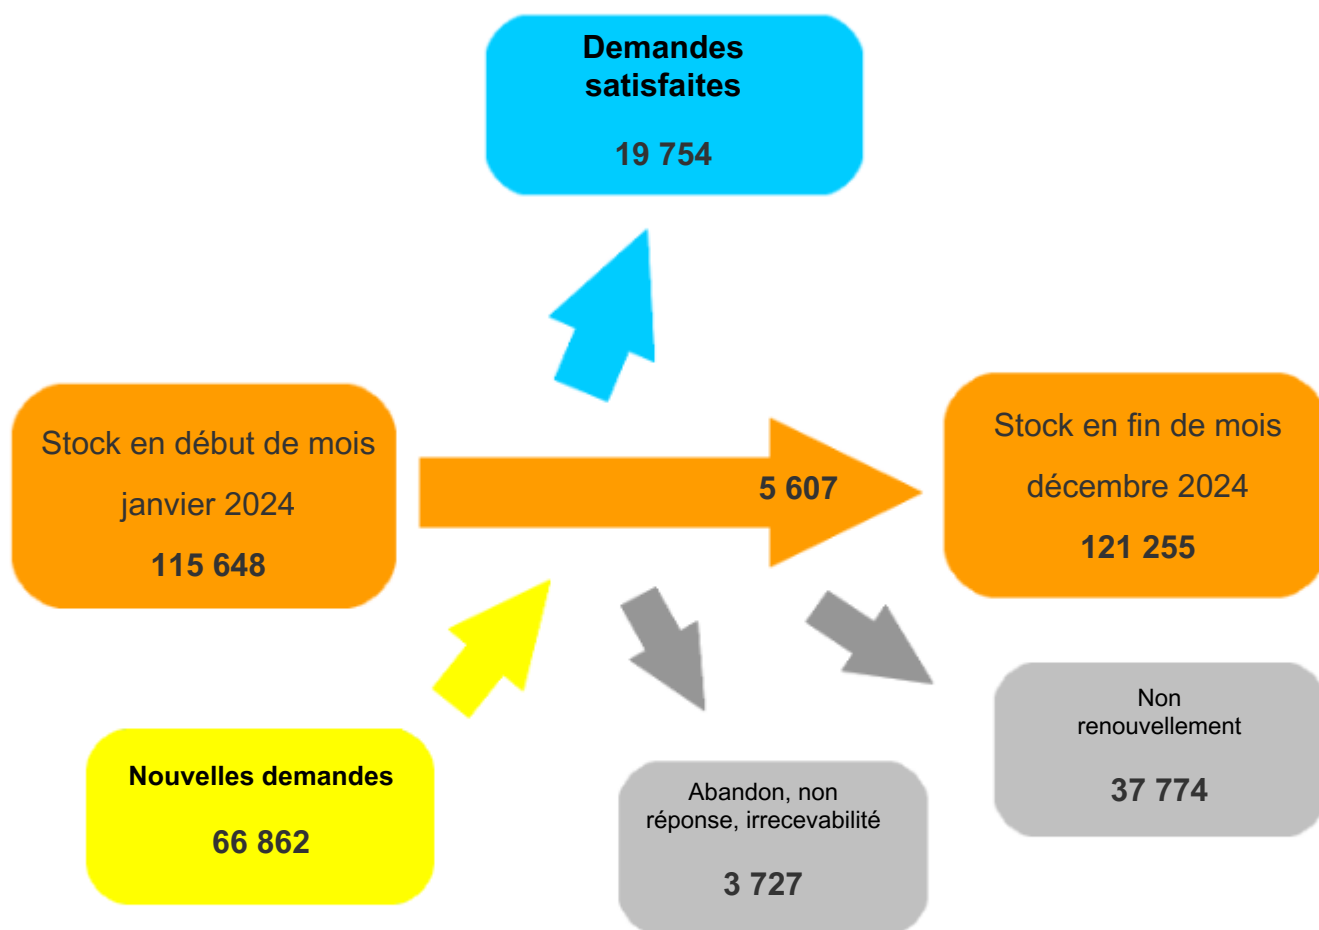 Demandes
satisfaites
19 754
Stock en début de mois
janvier 2024
115 648
5 607
Stock en fin de mois
décembre 2024
121 255
Nouvelles demandes
66 862
Abandon, non
réponse, irrecevabilité
3 727
Non
renouvellement
37 774